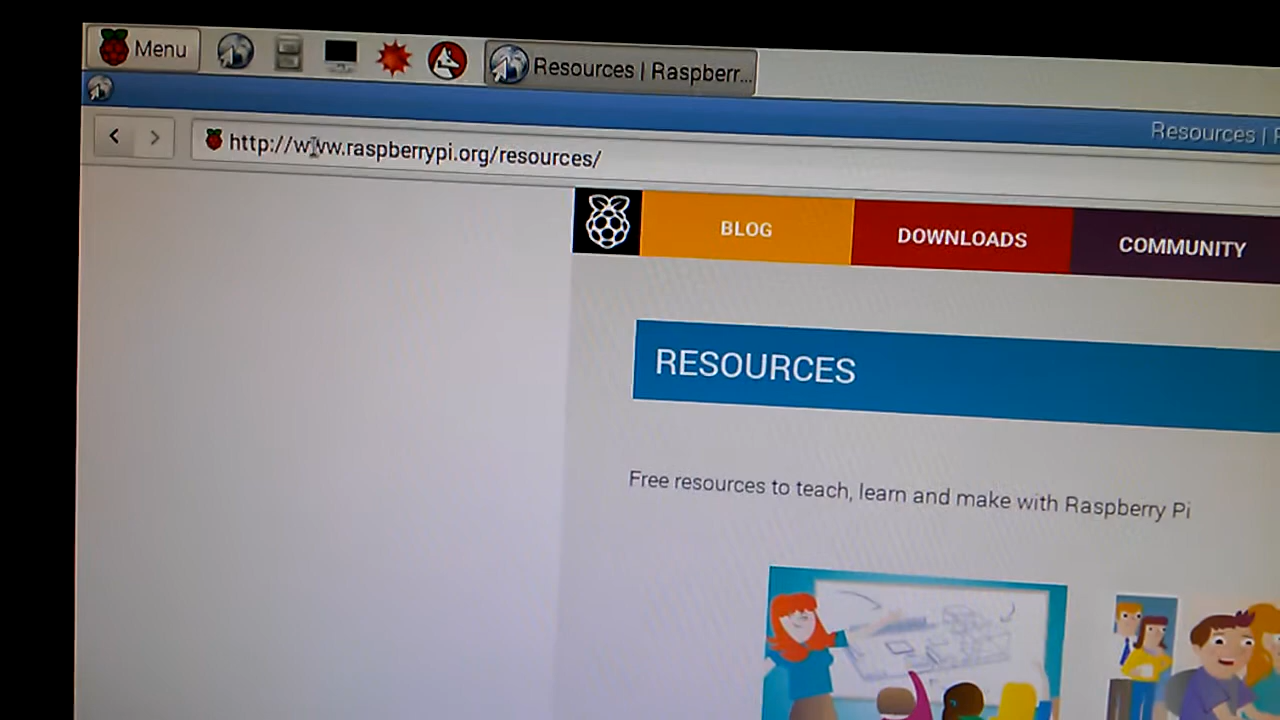 Menu
Resources | Raspberr...
Resources |
http://www.raspberrypi.org/resources/
BLOG
DOWNLOADS
COMMUNITY
RESOURCES
Free resources to teach, learn and make with Raspberry Pi